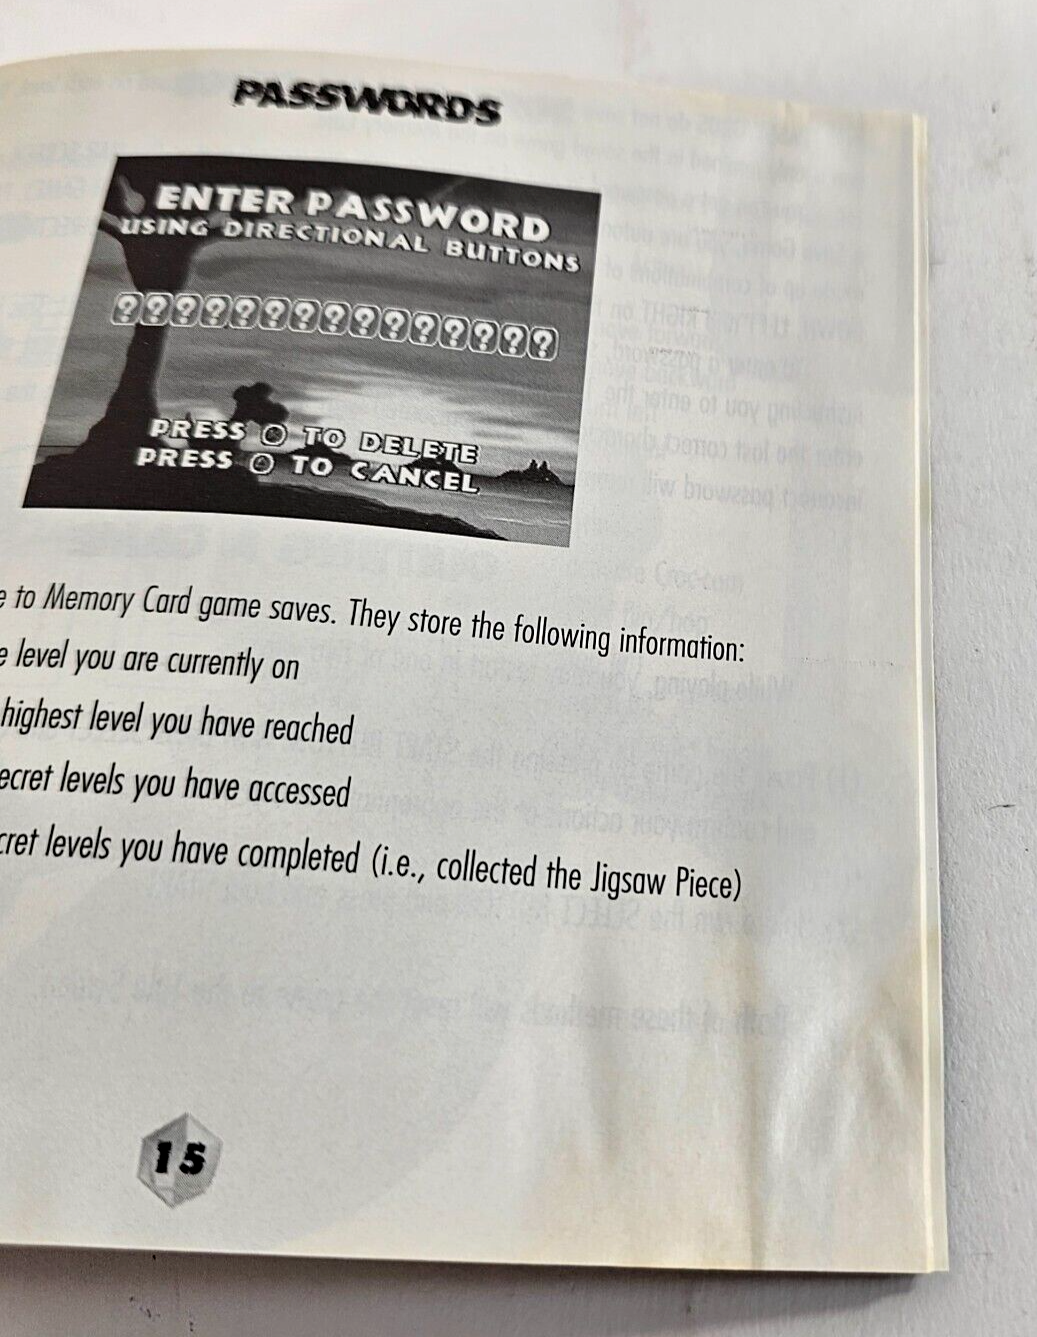 PASSWORDS
ENTER PASSWORD
USING DIRECTIONAL BUTTONS
? ? ? ? ? ? ? ? ? ? ? ? ? ? ?
PRESS TO DELETE
PRESS TO CANCEL
e to Memory Card game saves. They store the following information:
e level you are currently on
highest level you have reached
ecret levels you have accessed
cret levels you have completed (i.e., collected the Jigsaw Piece)
15